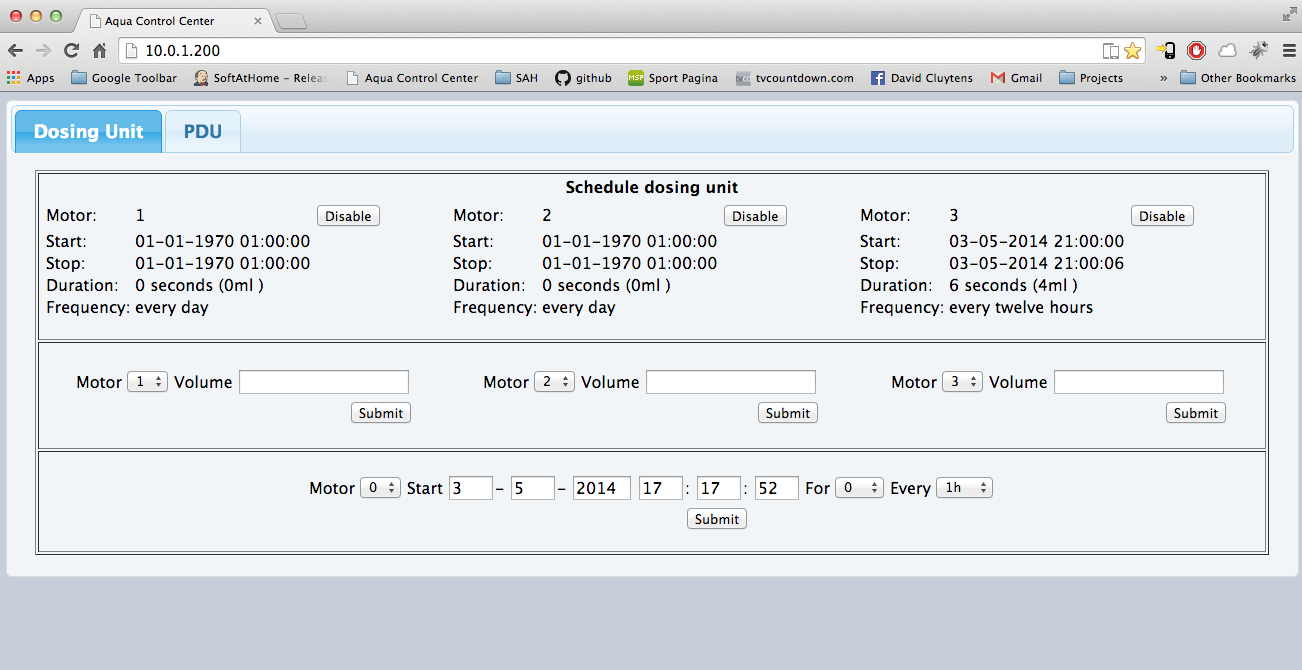 Aqua Control Center
10.0.1.200
Apps Google Toolbar SoftAtHome - Releas Aqua Control Center SAH github MSP Sport Pagina tvcountdown.com David Cluytens Gmail Projects » Other Bookmarks
Dosing Unit PDU
Schedule dosing unit
Motor: 1 Disable Motor: 2 Disable Motor: 3 Disable
Start: 01-01-1970 01:00:00 Start: 01-01-1970 01:00:00 Start: 03-05-2014 21:00:00
Stop: 01-01-1970 01:00:00 Stop: 01-01-1970 01:00:00 Stop: 03-05-2014 21:00:06
Duration: 0 seconds (0ml ) Duration: 0 seconds (0ml ) Duration: 6 seconds (4ml )
Frequency: every day Frequency: every day Frequency: every twelve hours
Motor 1 Volume Motor 2 Volume Motor 3 Volume
Submit Submit Submit
Motor 0 Start 3 - 5 - 2014 17 : 17 : 52 For 0 Every 1h
Submit